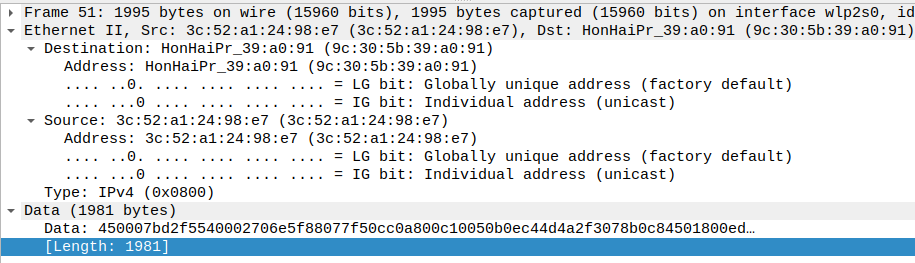 Frame 51: 1995 bytes on wire (15960 bits), 1995 bytes captured (15960 bits) on interface wlp2s0, id
Ethernet II, Src: 3c:52:a1:24:98:e7 (3c:52:a1:24:98:e7), Dst: HonHaiPr_39:a0:91 (9c:30:5b:39:a0:91)
Destination: HonHaiPr_39:a0:91 (9c:30:5b:39:a0:91)
Address: HonHaiPr_39:a0:91 (9c:30:5b:39:a0:91)
.... ..0. .... .... .... .... = LG bit: Globally unique address (factory default)
.... ...0 .... .... .... .... = IG bit: Individual address (unicast)
Source: 3c:52:a1:24:98:e7 (3c:52:a1:24:98:e7)
Address: 3c:52:a1:24:98:e7 (3c:52:a1:24:98:e7)
.... ..0. .... .... .... .... = LG bit: Globally unique address (factory default)
.... ...0 .... .... .... .... = IG bit: Individual address (unicast)
Type: IPv4 (0x0800)
Data (1981 bytes)
Data: 450007bd2f5540002706e5f88077f50cc0a800c10050b0ec44d4a2f3078b0c84501800ed…
[Length: 1981]